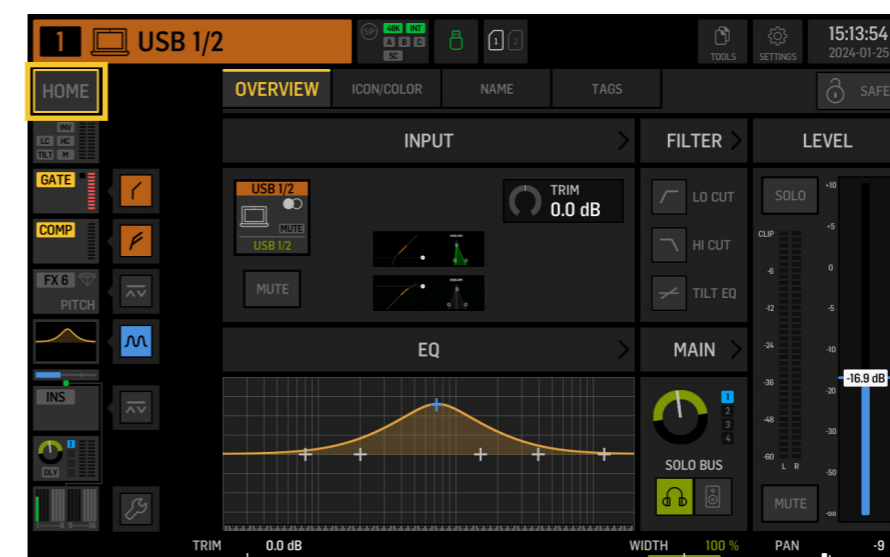 1 USB 1/2
SIP 48K INT
A B C
SC
1 2
TOOLS
SETTINGS
15:13:54
2024-01-25
HOME
OVERVIEW ICON/COLOR NAME TAGS
SAFE
INV
LC HC
TILT M
INPUT
FILTER
LEVEL
GATE
USB 1/2
MUTE
USB 1/2
TRIM
0.0 dB
MUTE
LO CUT
HI CUT
TILT EQ
SOLO
+10
CLIP
+5
-6
0
-12
-5
-24
-10
-36
-16.9 dB
-20
-48
-30
-60
L R
-50
MUTE
-∞
COMP
FX 6
PITCH
EQ
MAIN
1
2
3
4
SOLO BUS
INS
1
DLY
TRIM 0.0 dB
WIDTH 100 %
PAN -9